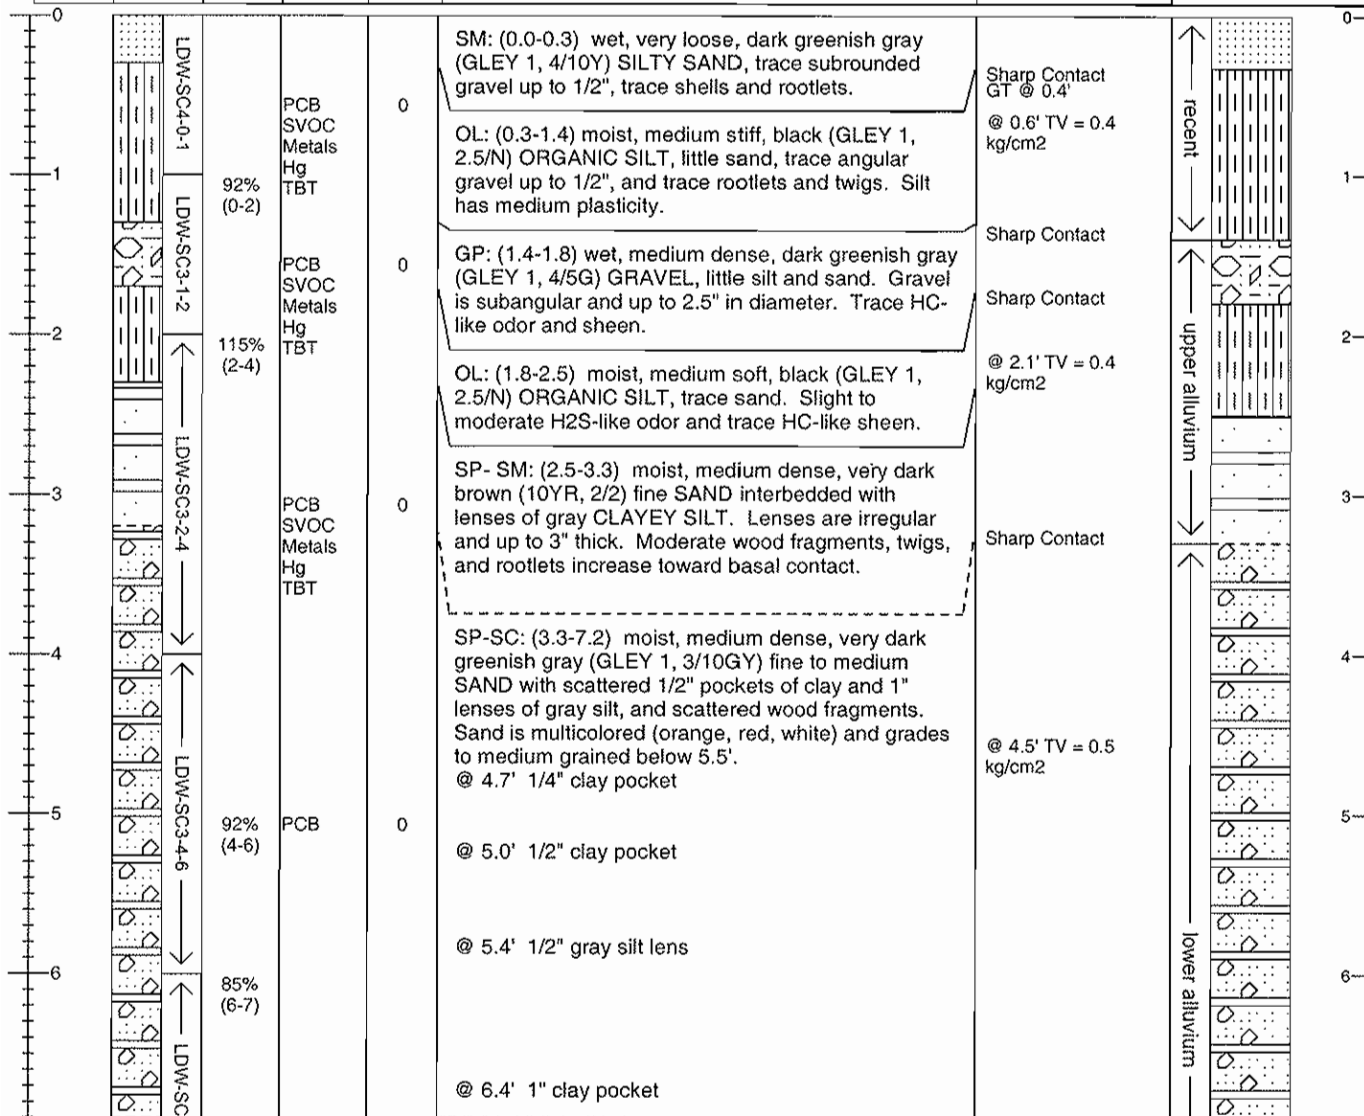 0
LDW-SC4-0-1
PCB
SVOC
Metals
Hg
TBT
0
SM: (0.0-0.3) wet, very loose, dark greenish gray
(GLEY 1, 4/10Y) SILTY SAND, trace subrounded
gravel up to 1/2", trace shells and rootlets.
Sharp Contact
GT @ 0.4'
@ 0.6' TV = 0.4
kg/cm2
recent
0
OL: (0.3-1.4) moist, medium stiff, black (GLEY 1,
2.5/N) ORGANIC SILT, little sand, trace angular
gravel up to 1/2", and trace rootlets and twigs. Silt
has medium plasticity.
1
92%
(0-2)
LDW-SC3-1-2
1
Sharp Contact
PCB
SVOC
Metals
Hg
TBT
0
GP: (1.4-1.8) wet, medium dense, dark greenish gray
(GLEY 1, 4/5G) GRAVEL, little silt and sand. Gravel
is subangular and up to 2.5" in diameter. Trace HC-
like odor and sheen.
Sharp Contact
upper alluvium
2
115%
(2-4)
2
OL: (1.8-2.5) moist, medium soft, black (GLEY 1,
2.5/N) ORGANIC SILT, trace sand. Slight to
moderate H2S-like odor and trace HC-like sheen.
@ 2.1' TV = 0.4
kg/cm2
LDW-SC3-2-4
3
PCB
SVOC
Metals
Hg
TBT
0
SP- SM: (2.5-3.3) moist, medium dense, very dark
brown (10YR, 2/2) fine SAND interbedded with
lenses of gray CLAYEY SILT. Lenses are irregular
and up to 3" thick. Moderate wood fragments, twigs,
and rootlets increase toward basal contact.
Sharp Contact
3
4
SP-SC: (3.3-7.2) moist, medium dense, very dark
greenish gray (GLEY 1, 3/10GY) fine to medium
SAND with scattered 1/2" pockets of clay and 1"
lenses of gray silt, and scattered wood fragments.
Sand is multicolored (orange, red, white) and grades
to medium grained below 5.5'.
@ 4.7' 1/4" clay pocket
@ 4.5' TV = 0.5
kg/cm2
4
LDW-SC3-4-6
5
92%
(4-6)
PCB
0
@ 5.0' 1/2" clay pocket
5
@ 5.4' 1/2" gray silt lens
lower alluvium
6
85%
(6-7)
6
LDW-SC
@ 6.4' 1" clay pocket